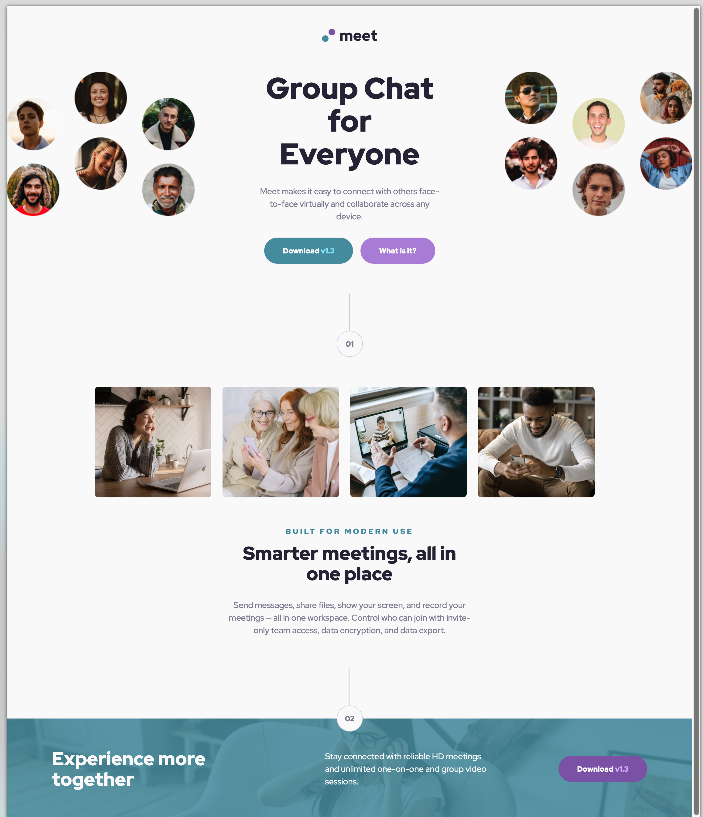 meet
Group Chat
for
Everyone
Meet makes it easy to connect with others face-
to-face virtually and collaborate across any
device.
Download v1.3
What is it?
01
BUILT FOR MODERN USE
Smarter meetings, all in
one place
Send messages, share files, show your screen, and record your
meetings — all in one workspace. Control who can join with invite-
only team access, data encryption, and data export.
02
Experience more
together
Stay connected with reliable HD meetings
and unlimited one-on-one and group video
sessions.
Download v1.3